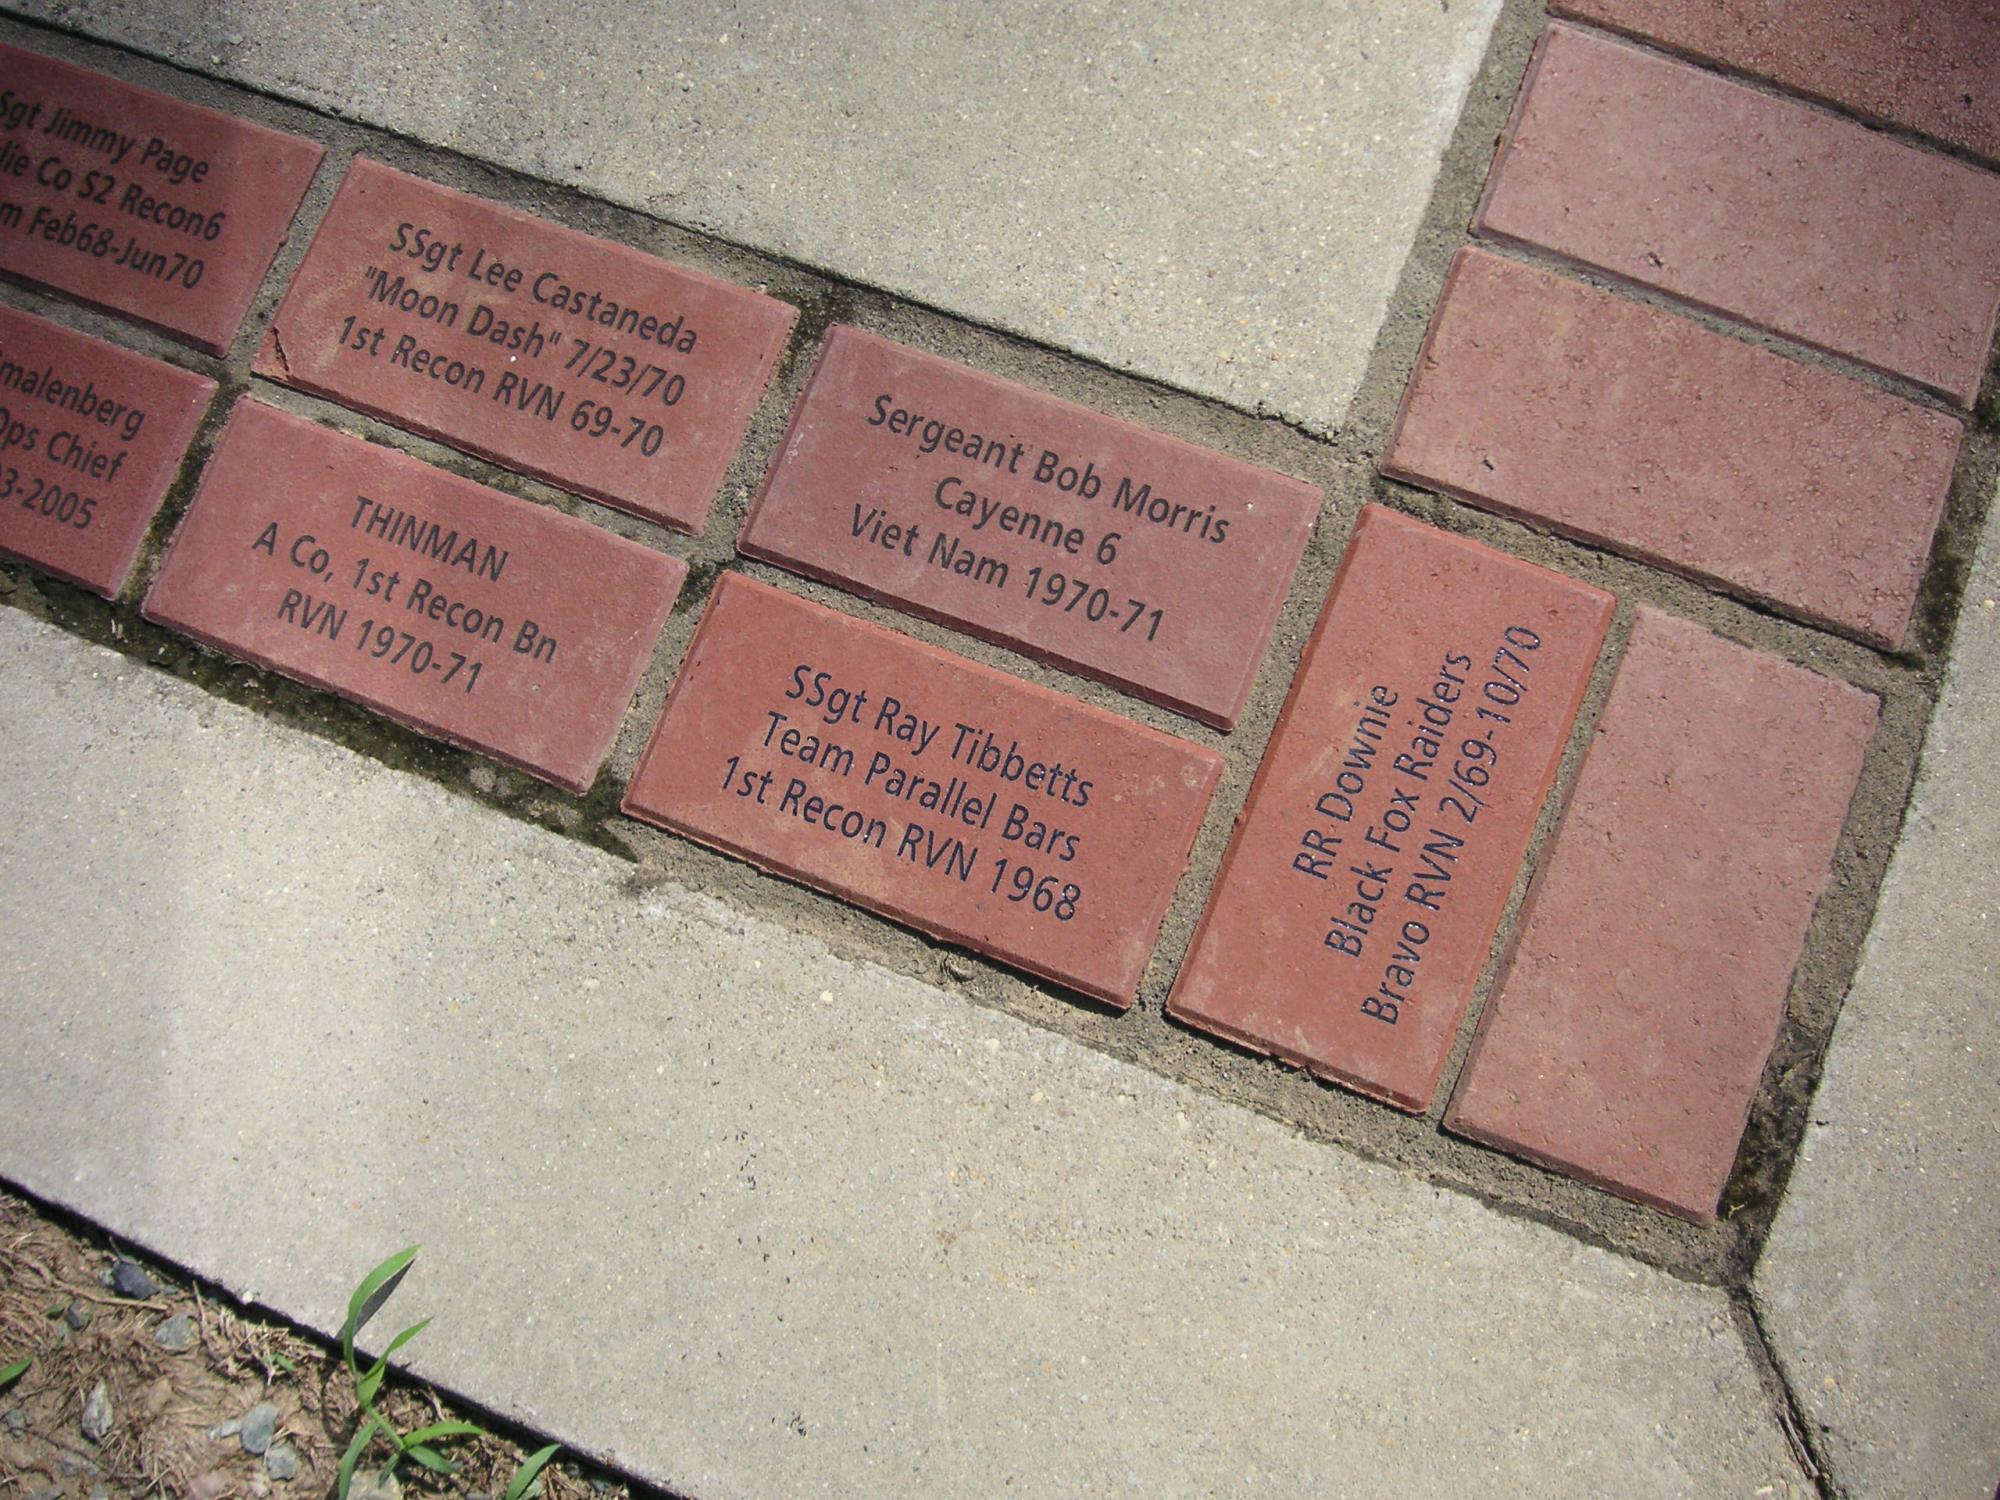 Sgt Jimmy Page
Co S2 Recon6
Feb68-Jun70
SSgt Lee Castaneda
"Moon Dash" 7/23/70
1st Recon RVN 69-70
Sergeant Bob Morris
Cayenne 6
Viet Nam 1970-71
malenberg
Ops Chief
3-2005
THINMAN
A Co, 1st Recon Bn
RVN 1970-71
SSgt Ray Tibbetts
Team Parallel Bars
1st Recon RVN 1968
RR Downie
Black Fox Raiders
Bravo RVN 2/69-10/70